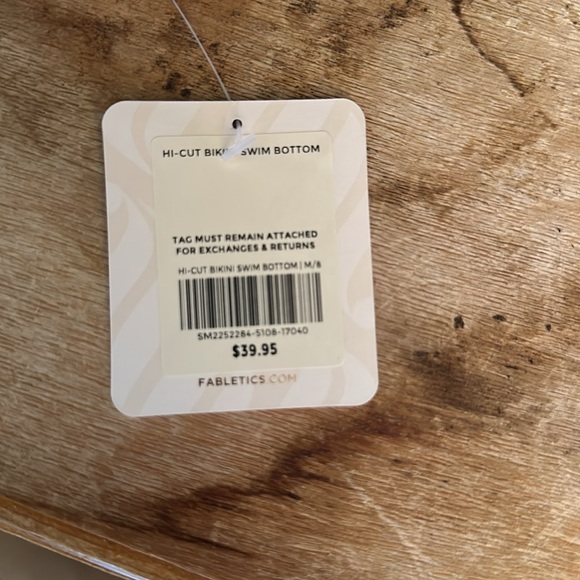 HI-CUT BIKINI SWIM BOTTOM
TAG MUST REMAIN ATTACHED
FOR EXCHANGES & RETURNS
HI-CUT BIKINI SWIM BOTTOM | M/8
SM2252284-5108-17040
$39.95
FABLETICS.COM